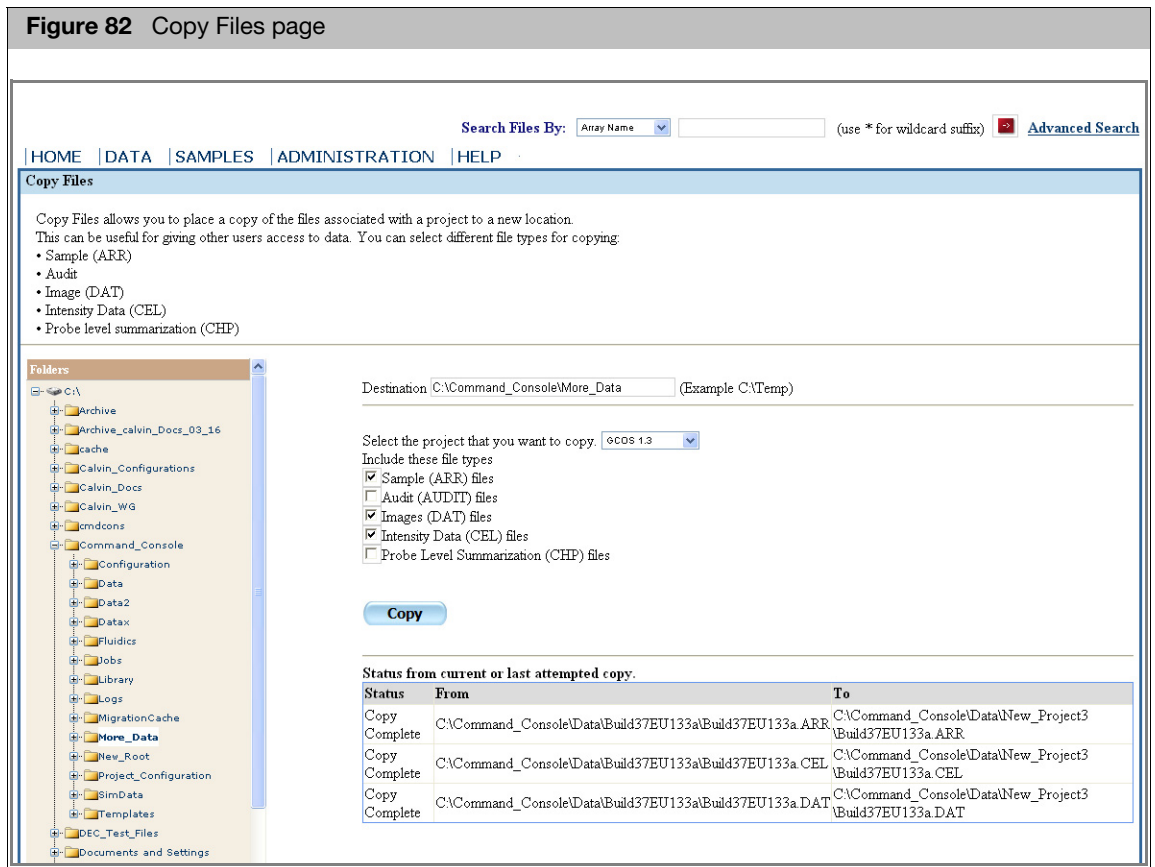 Figure 82 Copy Files page
Search Files By: Array Name (use * for wildcard suffix) Advanced Search
|HOME |DATA |SAMPLES |ADMINISTRATION |HELP
Copy Files
Copy Files allows you to place a copy of the files associated with a project to a new location.
This can be useful for giving other users access to data. You can select different file types for copying:
• Sample (ARR)
• Audit
• Image (DAT)
• Intensity Data (CEL)
• Probe level summarization (CHP)
Folders
C:\
Archive
Archive_calvin_Docs_03_16
cache
Calvin_Configurations
Calvin_Docs
Calvin_WG
cmdcons
Command_Console
Configuration
Data
Data2
Datax
Fluidics
Jobs
Library
Logs
MigrationCache
More_Data
New_Root
Project_Configuration
SimData
Templates
DEC_Test_Files
Documents and Settings
Destination C:\Command_Console\More_Data (Example C:\Temp)
Select the project that you want to copy. GCOS 1.3
Include these file types
Sample (ARR) files
Audit (AUDIT) files
Images (DAT) files
Intensity Data (CEL) files
Probe Level Summarization (CHP) files
Copy
Status from current or last attempted copy.
Status From To
Copy Complete C:\Command_Console\Data\Build37EU133a\Build37EU133a.ARR C:\Command_Console\Data\New_Project3
\Build37EU133a.ARR
Copy Complete C:\Command_Console\Data\Build37EU133a\Build37EU133a.CEL C:\Command_Console\Data\New_Project3
\Build37EU133a.CEL
Copy Complete C:\Command_Console\Data\Build37EU133a\Build37EU133a.DAT C:\Command_Console\Data\New_Project3
\Build37EU133a.DAT